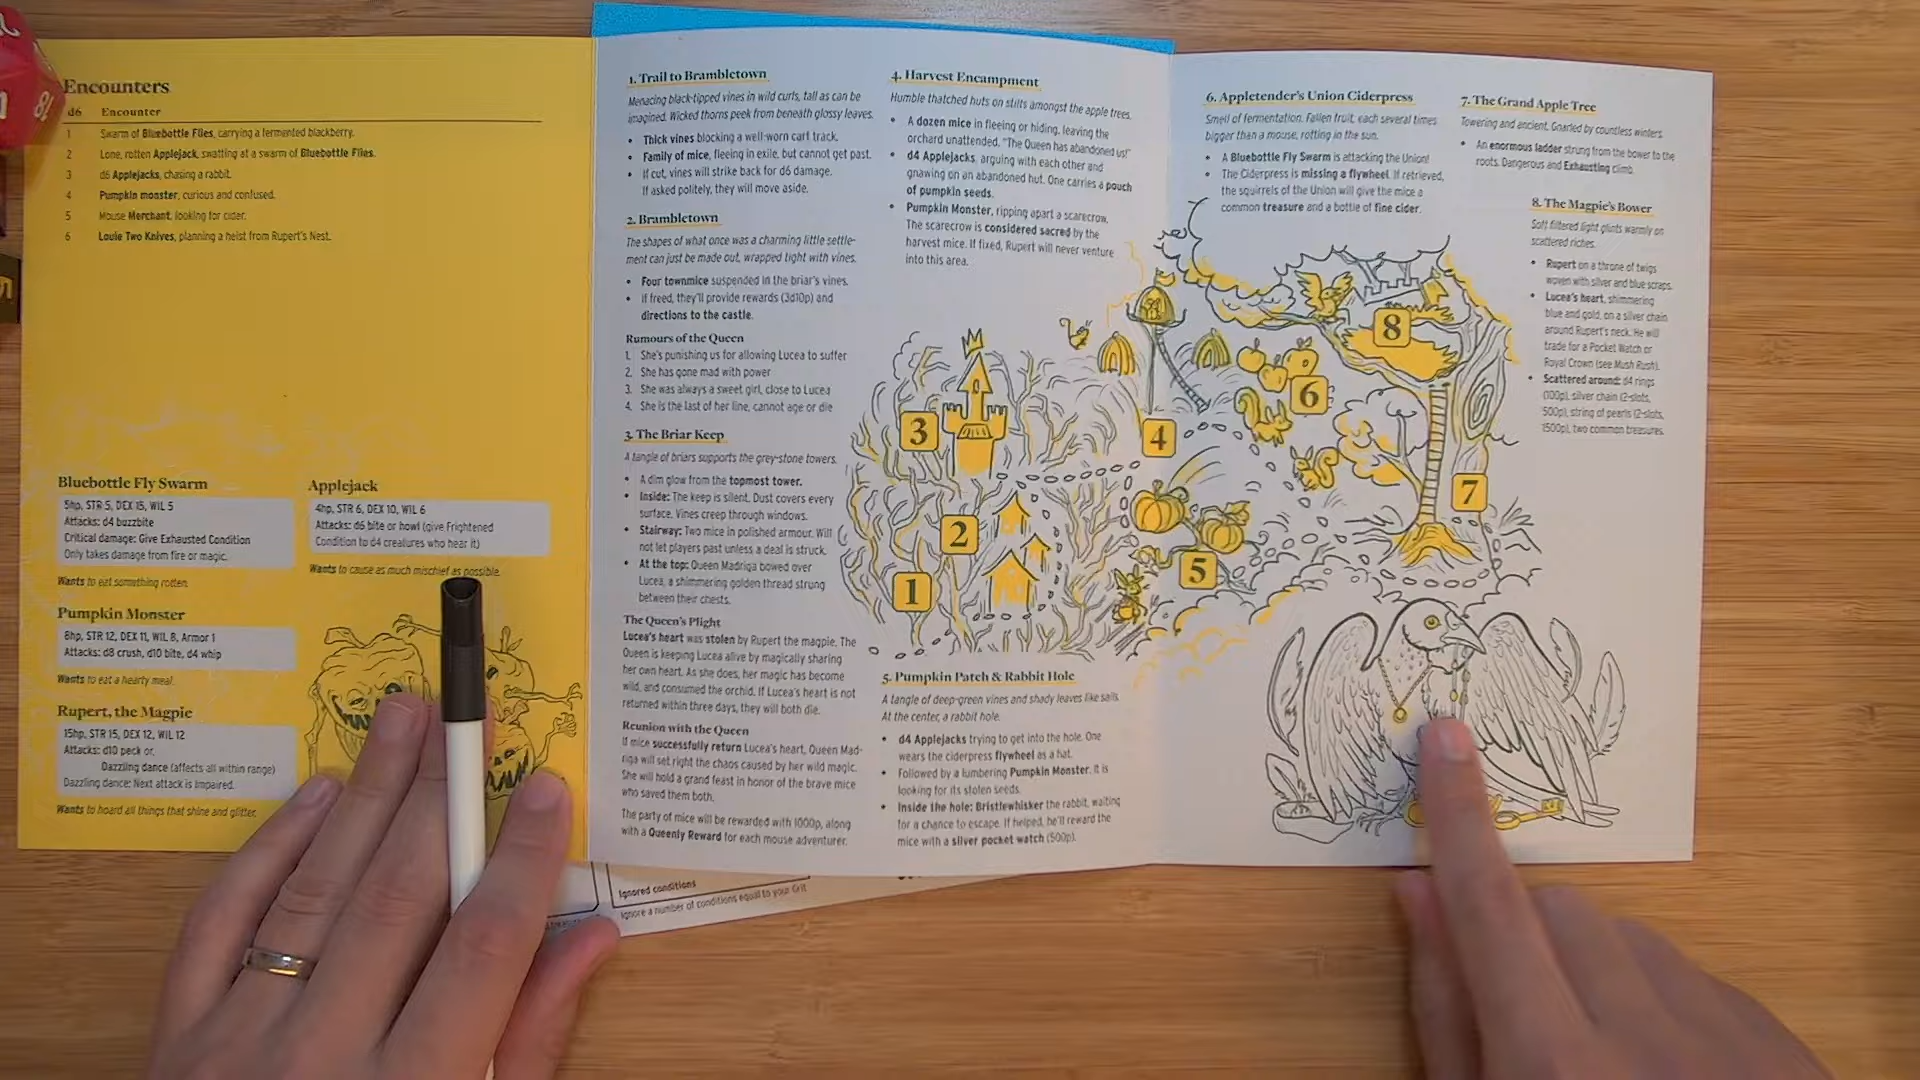 Encounters
d6 Encounter
1 Swarm of Bluebottle Flies, carrying a fermented blackberry.
2 Lone, rotten Applejack, swatting at a swarm of Bluebottle Flies.
3 d6 Applejacks, chasing a rabbit.
4 Pumpkin monster, curious and confused.
5 Mouse Merchant, looking for cider.
6 Louie Two Knives, planning a heist from Rupert's Nest.
Bluebottle Fly Swarm
5hp, STR 5, DEX 15, WIL 5
Attacks: d4 buzzbite
Critical damage: Give Exhausted Condition
Only takes damage from fire or magic.
Wants to eat something rotten.
Pumpkin Monster
8hp, STR 12, DEX 11, WIL 8, Armor 1
Attacks: d8 crush, d10 bite, d4 whip
Wants to eat a hearty meal.
Rupert, the Magpie
15hp, STR 15, DEX 12, WIL 12
Attacks: d10 peck or,
Dazzling dance (affects all within range)
Dazzling dance: Next attack is Impaired.
Wants to hoard all things that shine and glitter.
Applejack
4hp, STR 6, DEX 10, WIL 6
Attacks: d6 bite or howl (give Frightened
Condition to d4 creatures who hear it)
Wants to cause as much mischief as possible.
1. Trail to Brambletown
Menacing black-tipped vines in wild curls, tall as can be
imagined. Wicked thorns peek from beneath glossy leaves.
• Thick vines blocking a well-worn cart track.
• Family of mice, fleeing in exile, but cannot get past.
• If cut, vines will strike back for d6 damage.
If asked politely, they will move aside.
2. Brambletown
The shapes of what once was a charming little settle-
ment can just be made out, wrapped tight with vines.
• Four townmice suspended in the briar's vines.
• If freed, they'll provide rewards (3d10p) and
directions to the castle.
Rumours of the Queen
1. She's punishing us for allowing Lucea to suffer
2. She has gone mad with power
3. She was always a sweet girl, close to Lucea
4. She is the last of her line, cannot age or die
3. The Briar Keep
A tangle of briars supports the grey-stone towers.
• A dim glow from the topmost tower.
• Inside: The keep is silent. Dust covers every
surface. Vines creep through windows.
• Stairway: Two mice in polished armour. Will
not let players past unless a deal is struck.
• At the top: Queen Madriga bowed over
Lucea, a shimmering golden thread strung
between their chests.
The Queen's Plight
Lucea's heart was stolen by Rupert the magpie. The
Queen is keeping Lucea alive by magically sharing
her own heart. As she does, her magic has become
wild, and consumed the orchid. If Lucea's heart is not
returned within three days, they will both die.
Reunion with the Queen
If mice successfully return Lucea's heart, Queen Mad-
riga will set right the chaos caused by her wild magic.
She will hold a grand feast in honor of the brave mice
who saved them both.
The party of mice will be rewarded with 1000p, along
with a Queenly Reward for each mouse adventurer.
4. Harvest Encampment
Humble thatched huts on stilts amongst the apple trees.
• A dozen mice in fleeing or hiding, leaving the
orchard unattended. "The Queen has abandoned us!"
• d4 Applejacks, arguing with each other and
gnawing on an abandoned hut. One carries a pouch
of pumpkin seeds.
• Pumpkin Monster, ripping apart a scarecrow.
The scarecrow is considered sacred by the
harvest mice. If fixed, Rupert will never venture
into this area.
5. Pumpkin Patch & Rabbit Hole
A tangle of deep-green vines and shady leaves like sails.
At the center, a rabbit hole.
• d4 Applejacks trying to get into the hole. One
wears the ciderpress flywheel as a hat.
• Followed by a lumbering Pumpkin Monster. It is
looking for its stolen seeds.
• Inside the hole: Bristlewhisker the rabbit, waiting
for a chance to escape. If helped, he'll reward the
mice with a silver pocket watch (500p).
6. Appletender's Union Ciderpress
Smell of fermentation. Fallen fruit, each several times
bigger than a mouse, rotting in the sun.
• A Bluebottle Fly Swarm is attacking the Union!
• The Ciderpress is missing a flywheel. If retrieved,
the squirrels of the Union will give the mice a
common treasure and a bottle of fine cider.
7. The Grand Apple Tree
Towering and ancient. Gnarled by countless winters.
• An enormous ladder strung from the bower to the
roots. Dangerous and Exhausting climb.
8. The Magpie's Bower
Soft filtered light glints warmly on
scattered riches.
• Rupert on a throne of twigs
woven with silver and blue scraps.
• Lucea's heart, shimmering
blue and gold, on a silver chain
around Rupert's neck. He will
trade for a Pocket Watch or
Royal Crown (see Mush Rush).
• Scattered around: d4 rings
(100p), silver chain (2-slots,
500p), string of pearls (2-slots,
1500p), two common treasures.
1
2
3
4
5
6
7
8
Ignored conditions
Ignore a number of conditions equal to your Grit